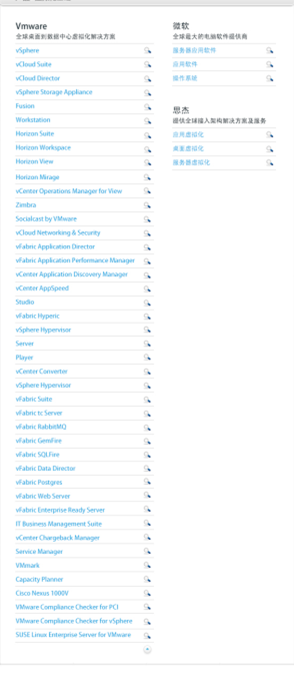 Vmware
全球桌面到数据中心虚拟化解决方案
vSphere
vCloud Suite
vCloud Director
vSphere Storage Appliance
Fusion
Workstation
Horizon Suite
Horizon Workspace
Horizon View
Horizon Mirage
vCenter Operations Manager for View
Zimbra
Socialcast by VMware
vCloud Networking & Security
vFabric Application Director
vFabric Application Performance Manager
vCenter Application Discovery Manager
vCenter AppSpeed
Studio
vFabric Hyperic
vSphere Hypervisor
Server
Player
vCenter Converter
vSphere Hypervisor
vFabric Suite
vFabric tc Server
vFabric RabbitMQ
vFabric GemFire
vFabric SQLFire
vFabric Data Director
vFabric Postgres
vFabric Web Server
vFabric Enterprise Ready Server
IT Business Management Suite
vCenter Chargeback Manager
Service Manager
VMmark
Capacity Planner
Cisco Nexus 1000V
VMware Compliance Checker for PCI
VMware Compliance Checker for vSphere
SUSE Linux Enterprise Server for VMware
微软
全球最大的电脑软件提供商
服务器应用软件
应用软件
操作系统
思杰
提供全球接入架构解决方案及服务
应用虚拟化
桌面虚拟化
服务器虚拟化